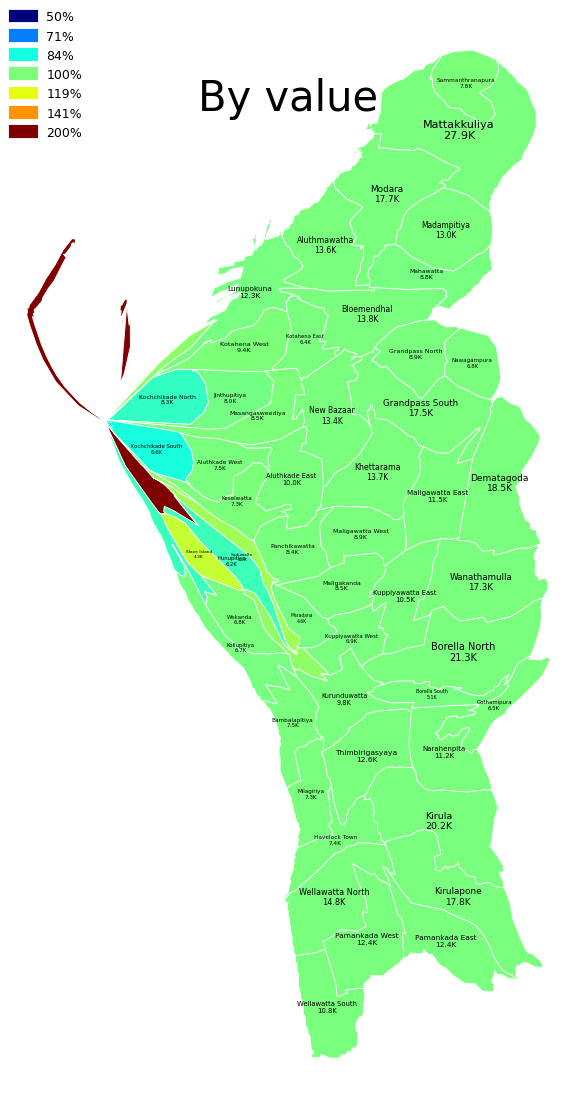 50%
71%
84%
100%
119%
141%
200%
By value
Sammanthranapura
7.8K
Mattakkuliya
27.9K
Modara
17.7K
Madampitiya
13.0K
Aluthmawatha
13.6K
Mahawatta
8.8K
Lunupokuna
12.3K
Bloemendhal
13.8K
Kotahena East
6.4K
Kotahena West
9.4K
Grandpass North
8.9K
Nawagampura
6.8K
Kochchikade North
8.3K
Jinthupitiya
8.0K
Masangasweediya
8.5K
New Bazaar
13.4K
Grandpass South
17.5K
Kochchikade South
6.6K
Aluthkade West
7.5K
Aluthkade East
10.0K
Khettarama
13.7K
Dematagoda
18.5K
Keselwatta
7.3K
Maligawatta East
11.5K
Maligawatta West
8.9K
Panchikawatta
8.4K
Slave Island
4.3K
Hunupitiya
6.2K
Maligakanda
8.5K
Kuppiyawatta East
10.5K
Wanathamulla
17.3K
Wekanda
6.8K
Maradana
4.6K
Kuppiyawatta West
6.9K
Kollupitiya
6.7K
Borella North
21.3K
Kurunduwatta
9.8K
Borella South
5.1K
Gothamipura
6.5K
Bambalapitiya
7.5K
Thimbirigasyaya
12.6K
Narahenpita
11.2K
Milagiriya
7.3K
Kirula
20.2K
Havelock Town
7.4K
Wellawatta North
14.8K
Kirulapone
17.8K
Pamankada West
12.4K
Pamankada East
12.4K
Wellawatta South
10.8K